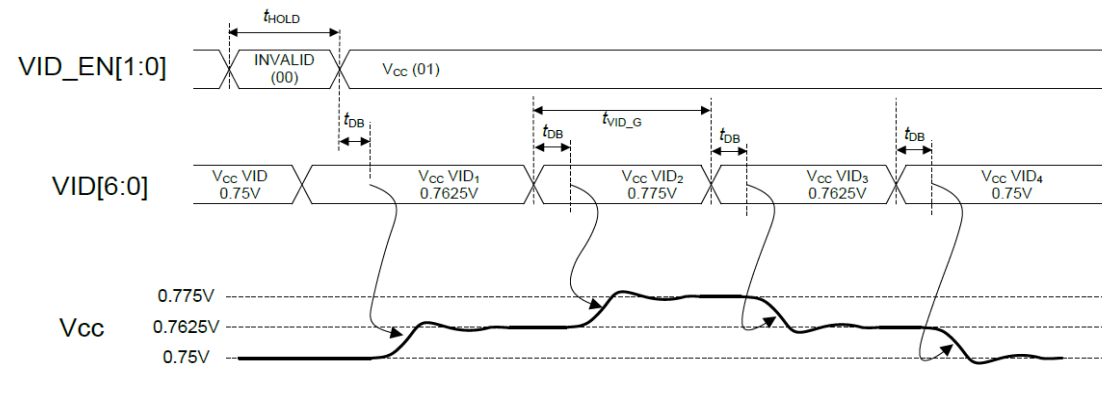 tHOLD
VID_EN[1:0]
INVALID
(00)
VCC (01)
tDB
tDB
tVID_G
tDB
tDB
VID[6:0]
VCC VID
0.75V
VCC VID1
0.7625V
VCC VID2
0.775V
VCC VID3
0.7625V
VCC VID4
0.75V
Vcc
0.775V
0.7625V
0.75V